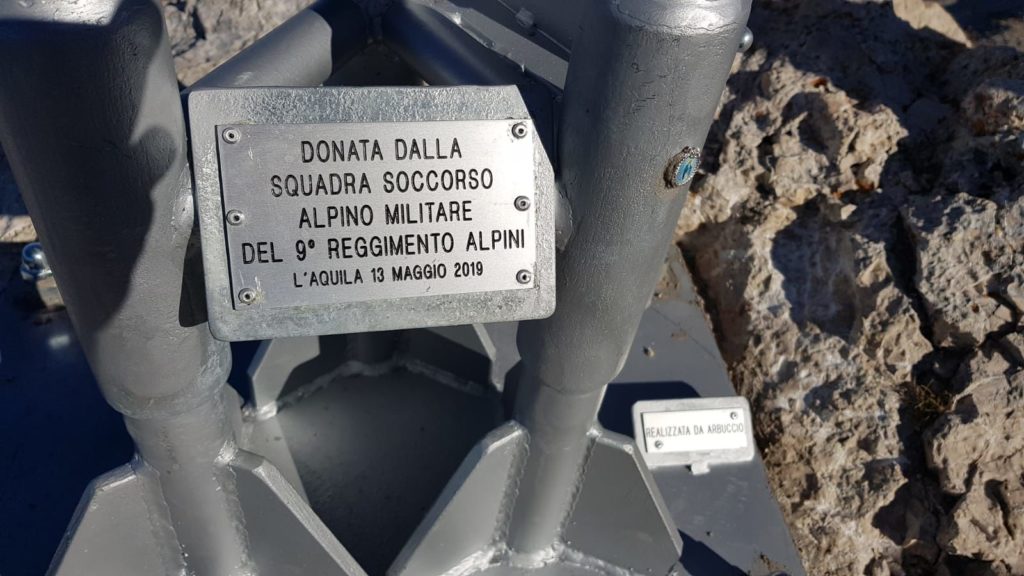 DONATA DALLA
SQUADRA SOCCORSO
ALPINO MILITARE
DEL 9° REGGIMENTO ALPINI
L'AQUILA 13 MAGGIO 2019
REALIZZATA DA ARBUCCIO